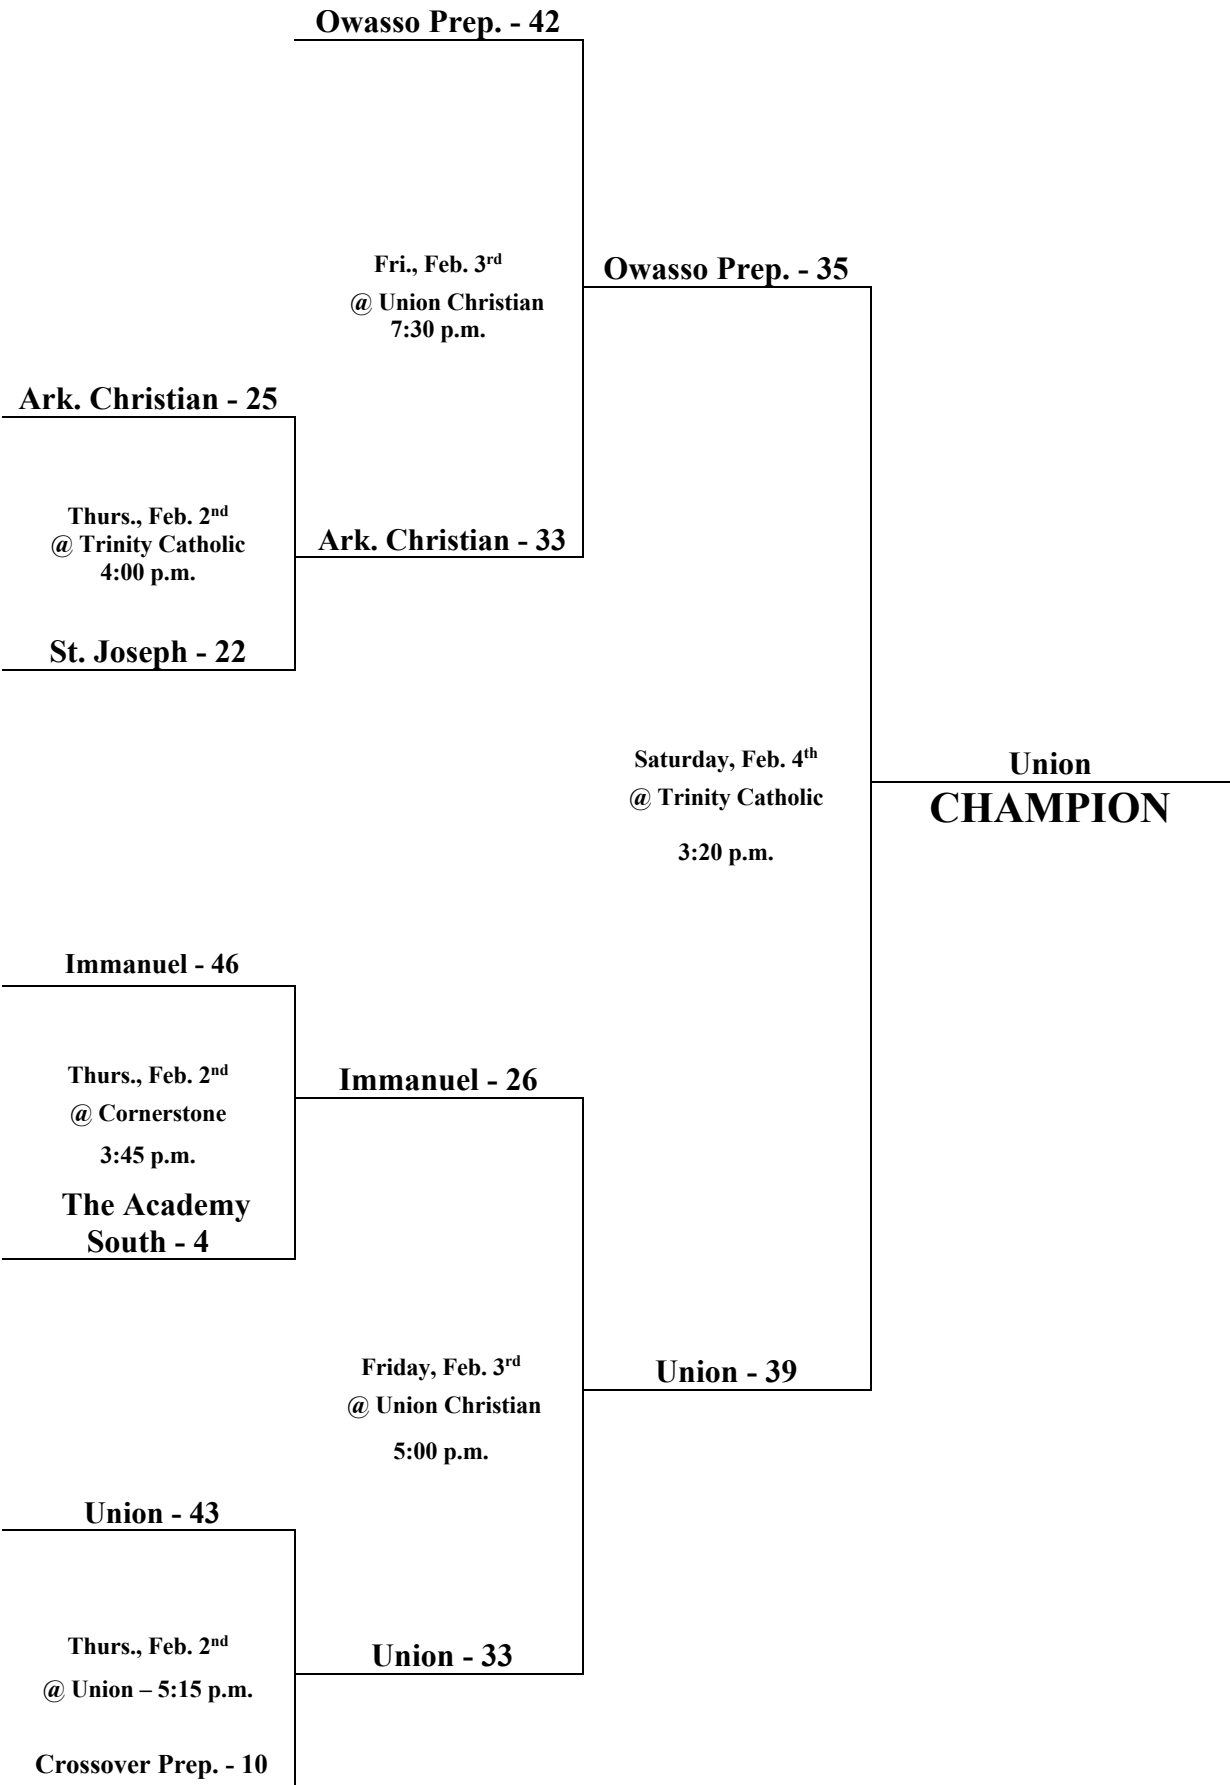 Owasso Prep. - 42
Fri., Feb. 3rd
@ Union Christian
7:30 p.m.
Owasso Prep. - 35
Ark. Christian - 25
Thurs., Feb. 2nd
@ Trinity Catholic
4:00 p.m.
Ark. Christian - 33
St. Joseph - 22
Saturday, Feb. 4th
@ Trinity Catholic
3:20 p.m.
Union
CHAMPION
Immanuel - 46
Thurs., Feb. 2nd
@ Cornerstone
3:45 p.m.
Immanuel - 26
The Academy
South - 4
Friday, Feb. 3rd
@ Union Christian
5:00 p.m.
Union - 39
Union - 43
Thurs., Feb. 2nd
@ Union – 5:15 p.m.
Union - 33
Crossover Prep. - 10